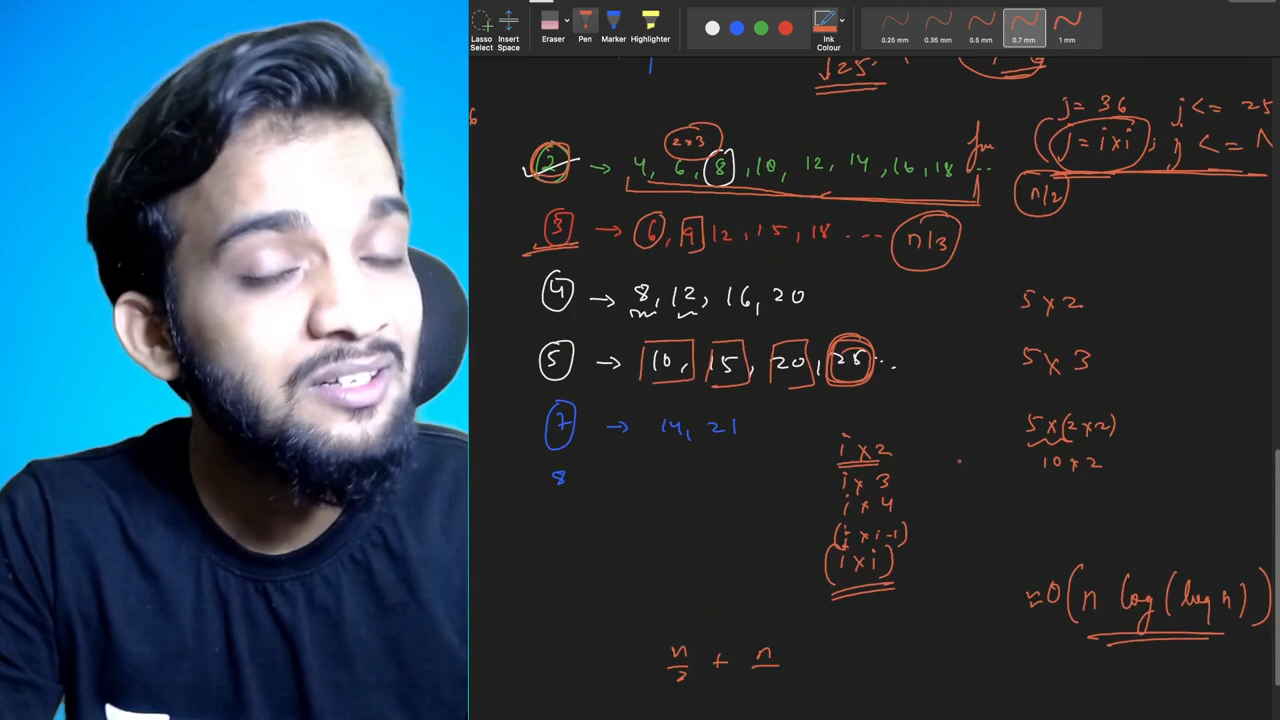 Lasso Select
Insert Space
Eraser
Pen
Marker
Highlighter
Ink Colour
0.25 mm
0.35 mm
0.5 mm
0.7 mm
1 mm
√25
6
j = 36 j <= 25
for (j = i x i; j <= N
2x3
2 → 4, 6, 8, 10, 12, 14, 16, 18 ..
n/2
3 → 6, 9 12, 15, 18 ... n/3
4 → 8, 12, 16, 20
5 x 2
5 → 10, 15, 20, 25 ..
5 x 3
7 → 14, 21
5 x (2 x 2)
10 x 2
8
i x 2
i x 3
i x 4
(i x i-1)
(i x i)
≈O(n log(log n))
n/2 + n